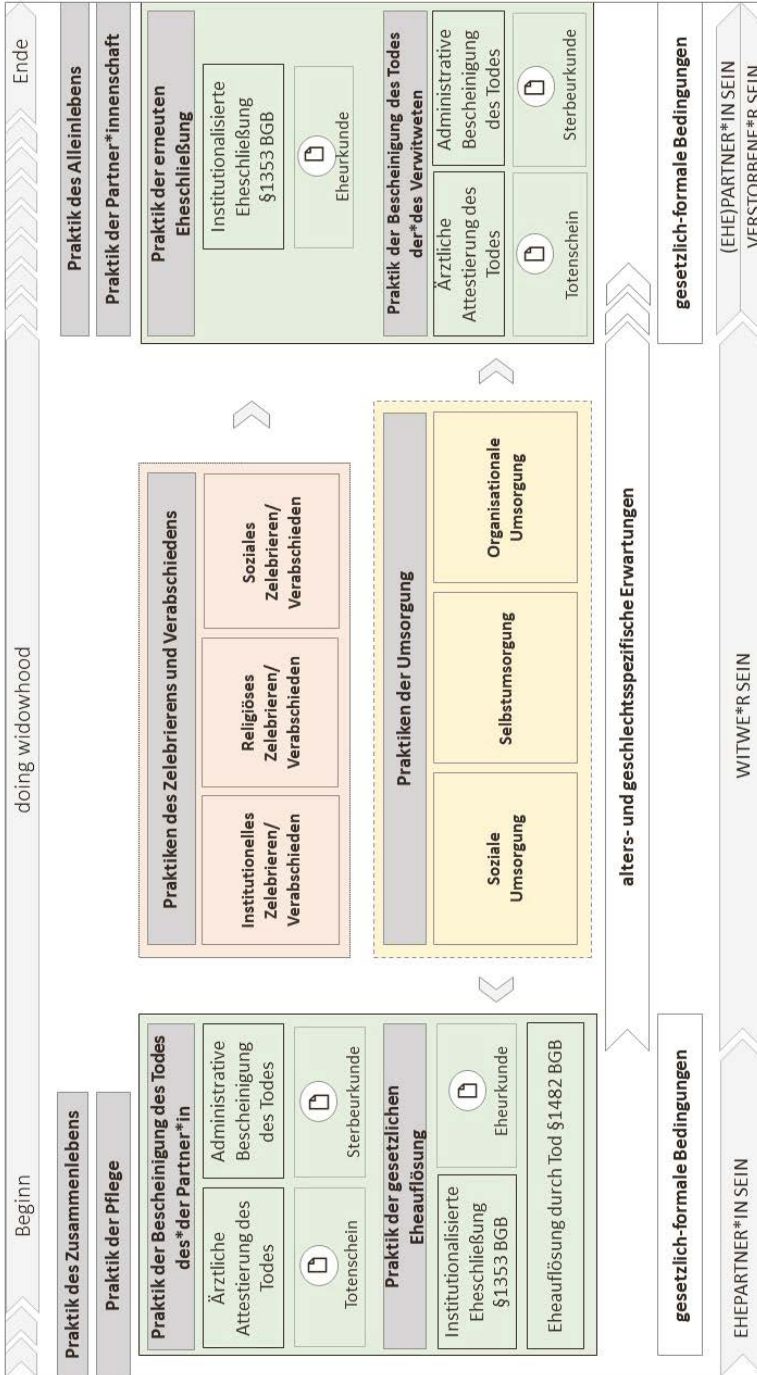 Beginn
doing widowhood
Ende
Praktik des Zusammenlebens
Praktik der Pflege
Praktik der Bescheinigung des Todes
des*der Partner*in
Ärztliche
Attestierung des
Todes
Administrative
Bescheinigung
des Todes
Totenschein
Sterbeurkunde
Praktik der gesetzlichen
Eheauflösung
Institutionalisierte
Eheschließung
§1353 BGB
Eheurkunde
Eheauflösung durch Tod §1482 BGB
gesetzlich-formale Bedingungen
EHEPARTNER*IN SEIN
Praktiken des Zelebrierens und Verabschiedens
Institutionelles
Zelebrieren/
Verabschieden
Religiöses
Zelebrieren/
Verabschieden
Soziales
Zelebrieren/
Verabschieden
Praktiken der Umsorgung
Soziale
Umsorgung
Selbstumsorgung
Organisationale
Umsorgung
alters- und geschlechtsspezifische Erwartungen
WITWE*R SEIN
Praktik des Alleinlebens
Praktik der Partner*innenschaft
Praktik der erneuten
Eheschließung
Institutionalisierte
Eheschließung
§1353 BGB
Eheurkunde
Praktik der Bescheinigung des Todes
der*des Verwitweten
Ärztliche
Attestierung des
Todes
Administrative
Bescheinigung
des Todes
Totenschein
Sterbeurkunde
gesetzlich-formale Bedingungen
(EHE)PARTNER*IN SEIN
VERSTORBENE*R SEIN